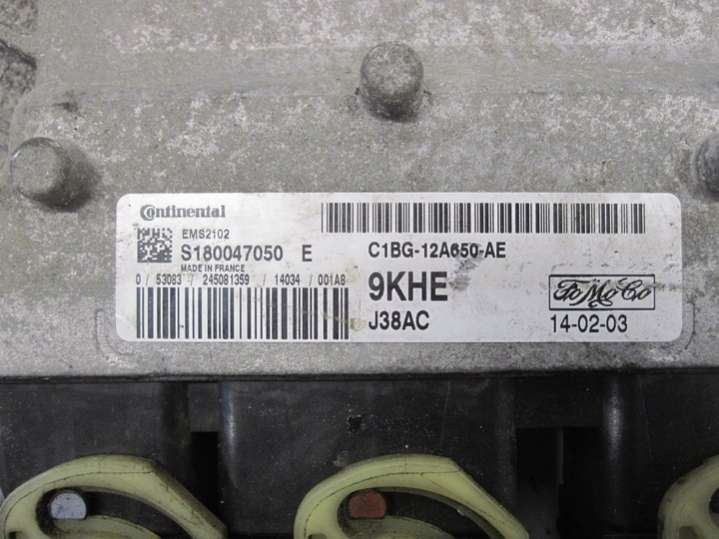 Continental
EMS2102
S180047050 E
MADE IN FRANCE
0 / 53083 / 245081359 / 14034 / 001A8
C1BG-12A650-AE
9KHE
FoMoCo
J38AC
14-02-03